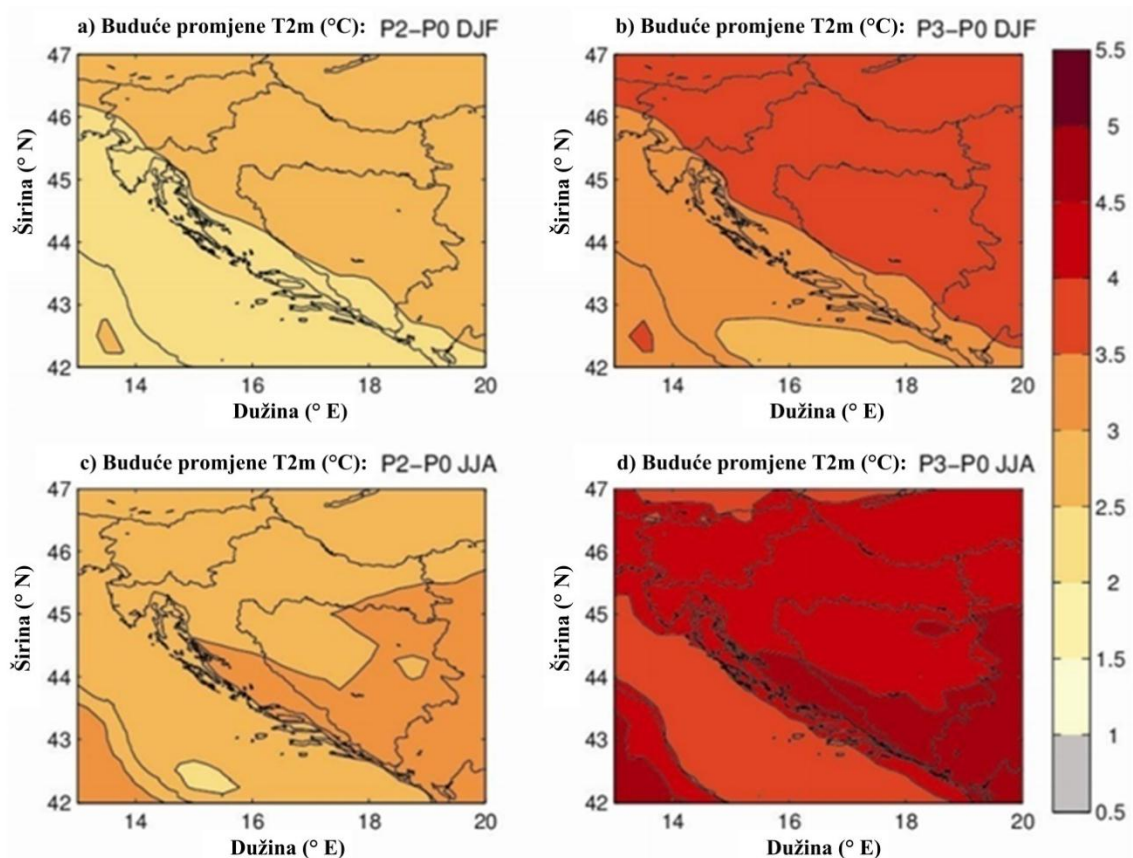 a) Buduće promjene T2m (°C): P2-P0 DJF
47
46
45
44
43
42
Širina (° N)
14 16 18 20
Dužina (° E)
b) Buduće promjene T2m (°C): P3-P0 DJF
47
46
45
44
43
42
Širina (° N)
14 16 18 20
Dužina (° E)
c) Buduće promjene T2m (°C): P2-P0 JJA
47
46
45
44
43
42
Širina (° N)
14 16 18 20
Dužina (° E)
d) Buduće promjene T2m (°C): P3-P0 JJA
47
46
45
44
43
42
Širina (° N)
14 16 18 20
Dužina (° E)
5.5
5
4.5
4
3.5
3
2.5
2
1.5
1
0.5